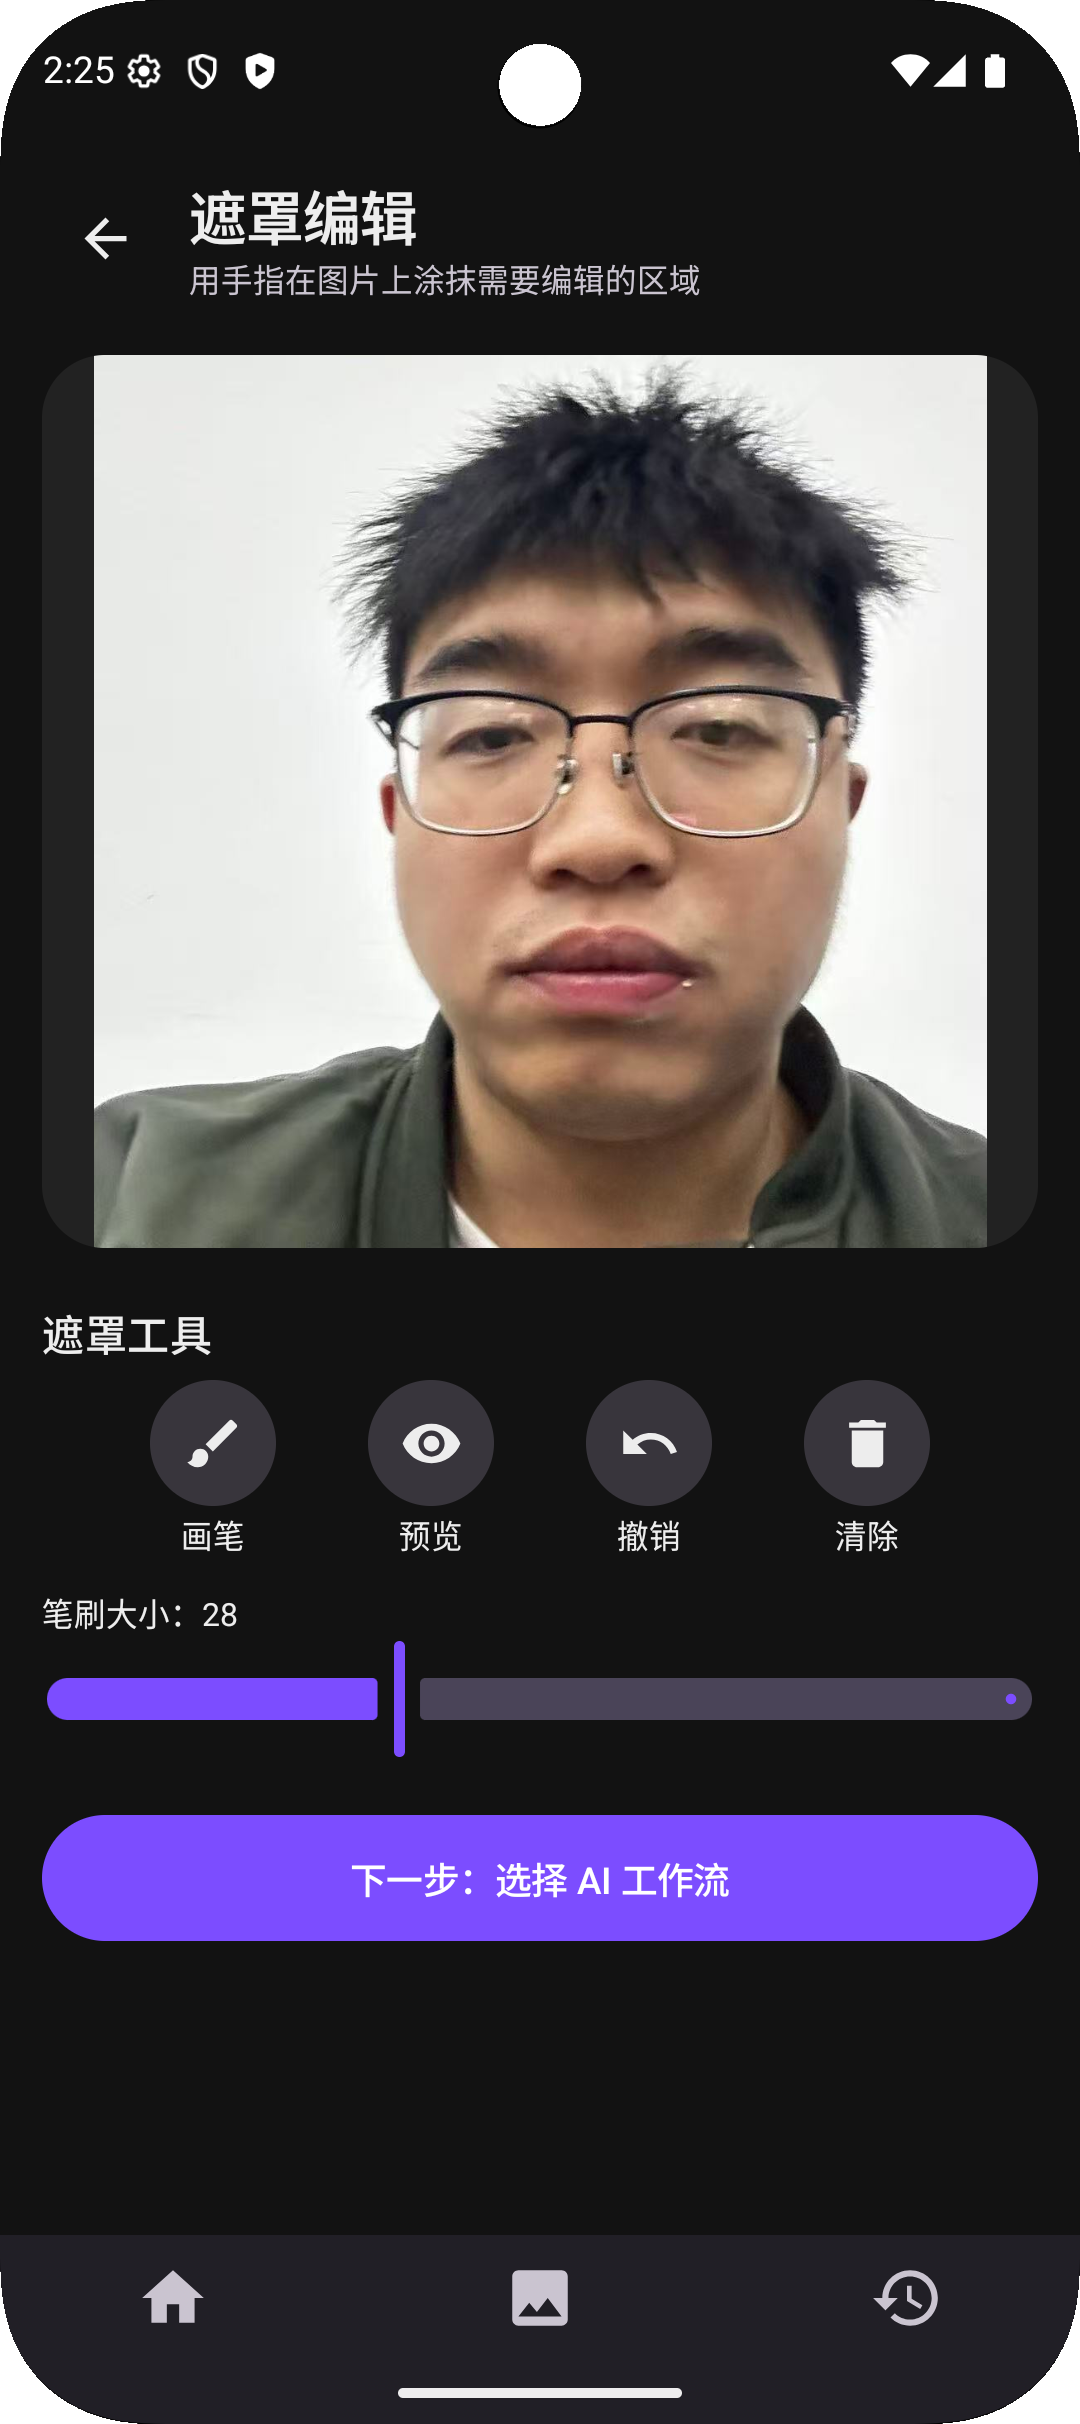 2:25
遮罩编辑
用手指在图片上涂抹需要编辑的区域
遮罩工具
画笔 预览 撤销 清除
笔刷大小：28
下一步：选择 AI 工作流